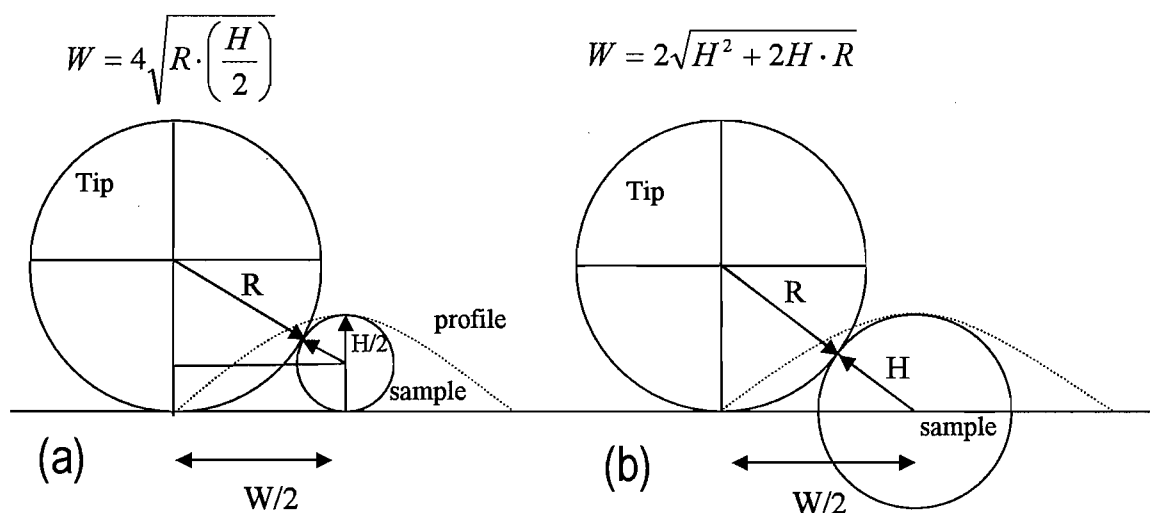 W = 4√(R · (H/2))
W = 2√(H² + 2H · R)
Tip
R
H/2
profile
sample
Tip
R
H
sample
(a)
W/2
(b)
W/2